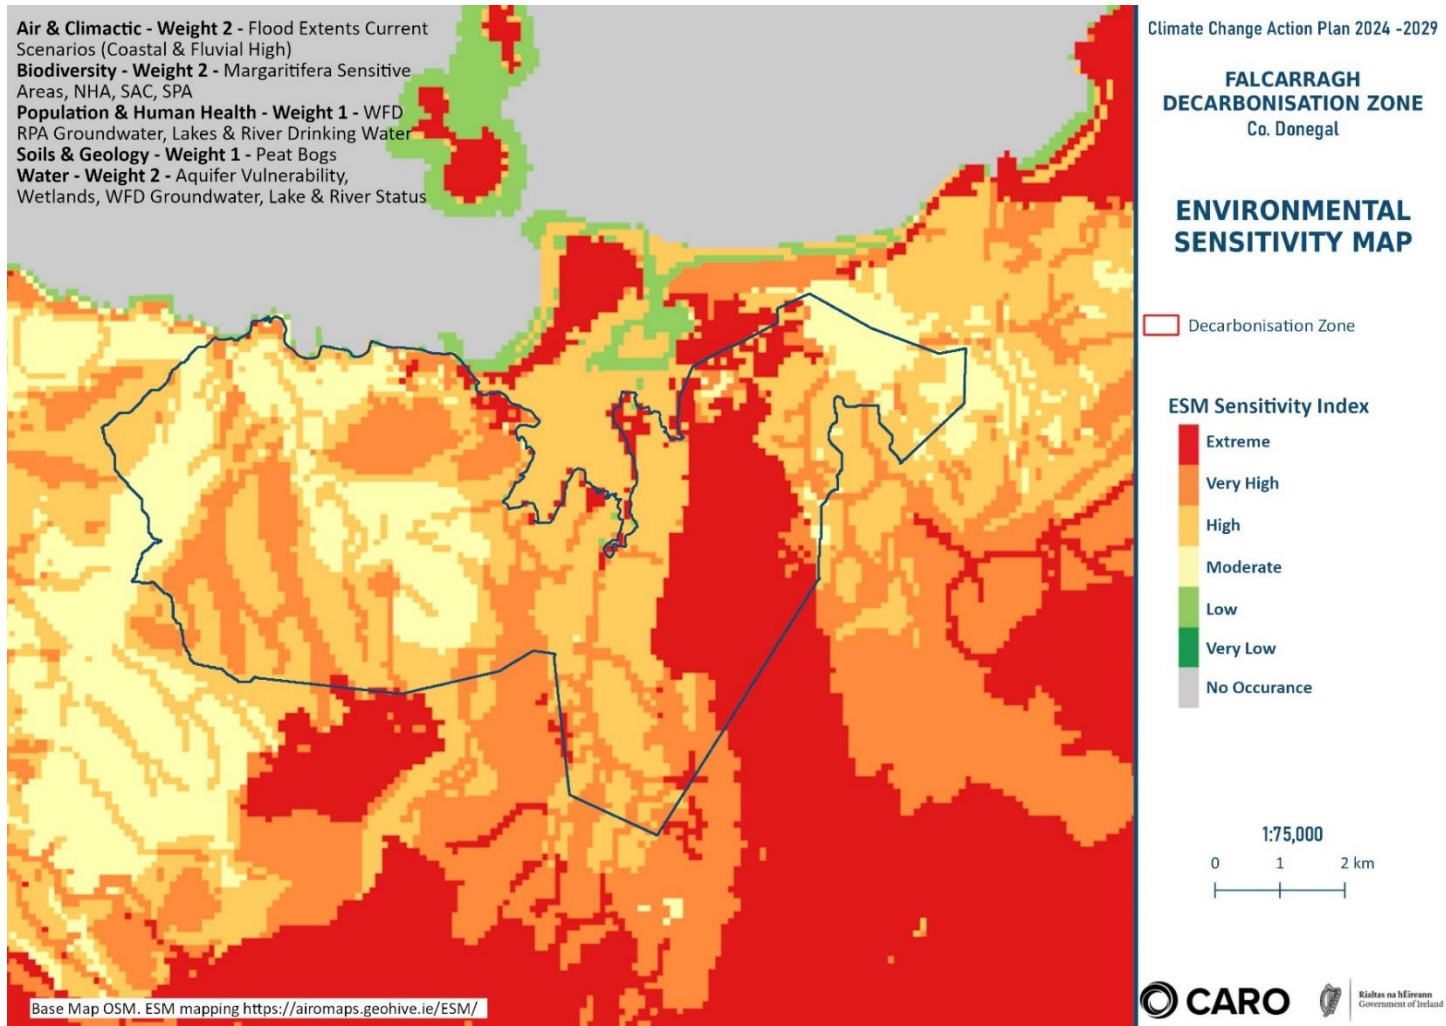 Air & Climactic - Weight 2 - Flood Extents Current
Scenarios (Coastal & Fluvial High)
Biodiversity - Weight 2 - Margaritifera Sensitive
Areas, NHA, SAC, SPA
Population & Human Health - Weight 1 - WFD
RPA Groundwater, Lakes & River Drinking Water
Soils & Geology - Weight 1 - Peat Bogs
Water - Weight 2 - Aquifer Vulnerability,
Wetlands, WFD Groundwater, Lake & River Status
Base Map OSM. ESM mapping https://airomaps.geohive.ie/ESM/
Climate Change Action Plan 2024 -2029
FALCARRAGH
DECARBONISATION ZONE
Co. Donegal
ENVIRONMENTAL
SENSITIVITY MAP
Decarbonisation Zone
ESM Sensitivity Index
Extreme
Very High
High
Moderate
Low
Very Low
No Occurance
1:75,000
0 1 2 km
CARO
Rialtas na hÉireann
Government of Ireland